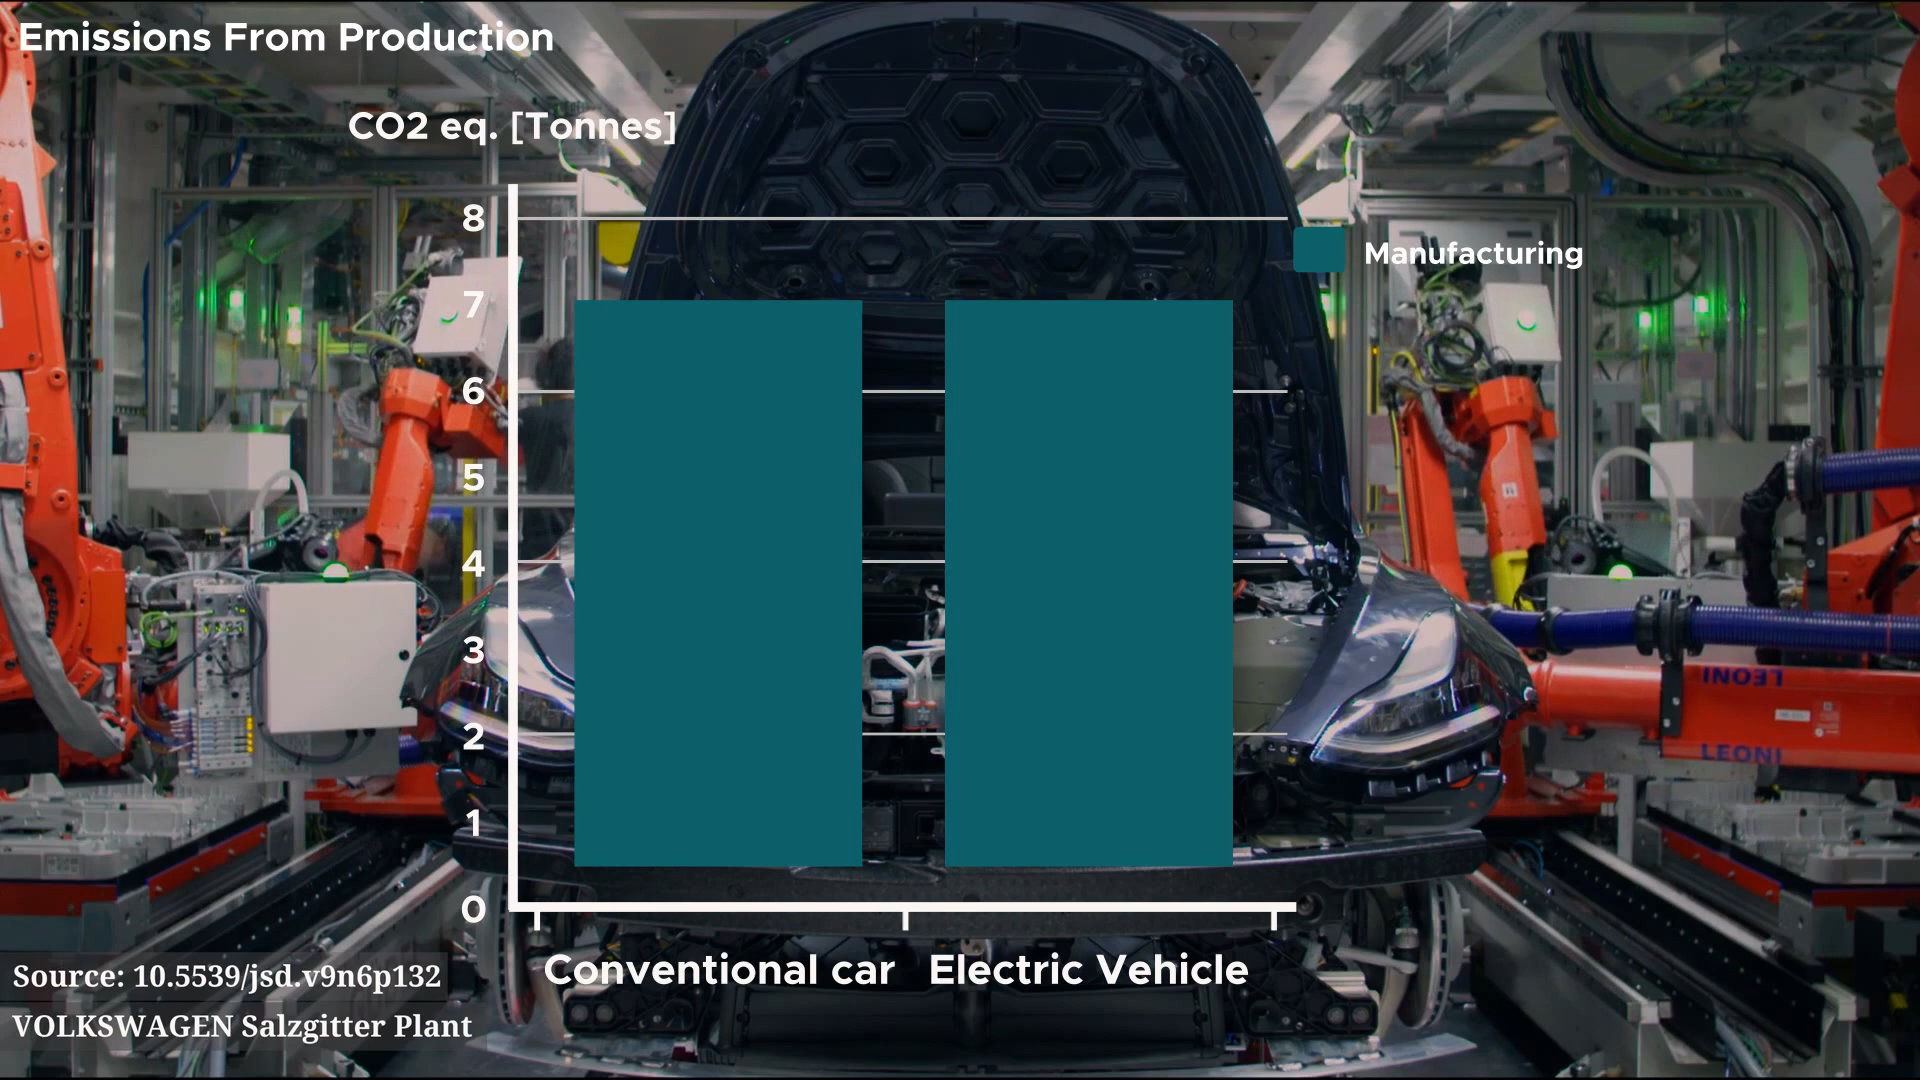 Emissions From Production
CO2 eq. [Tonnes]
8
7
6
5
4
3
2
1
0
Manufacturing
Conventional car
Electric Vehicle
LEONI
LEONI
Source: 10.5539/jsd.v9n6p132
VOLKSWAGEN Salzgitter Plant